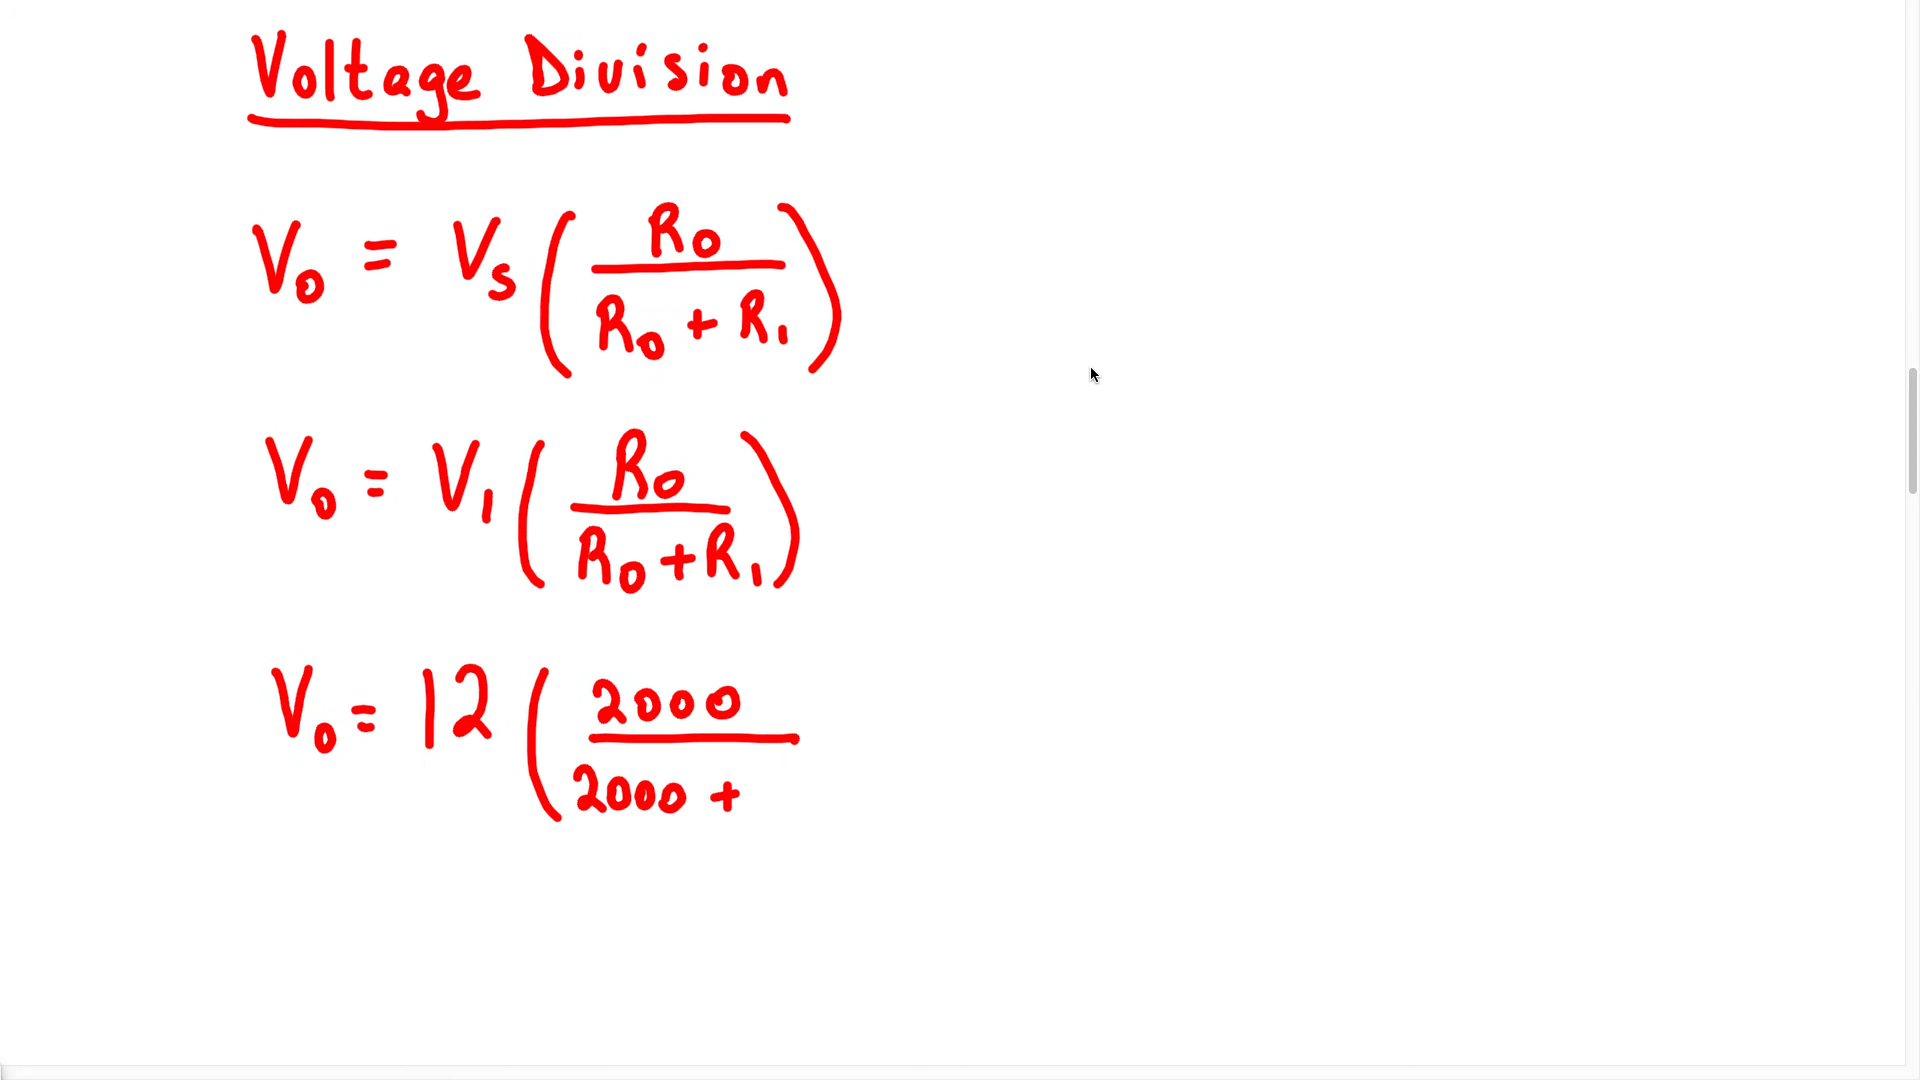 Voltage Division
V₀ = Vₛ ( R₀ / (R₀ + R₁) )
V₀ = V₁ ( R₀ / (R₀ + R₁) )
V₀ = 12 ( 2000 / 2000 +